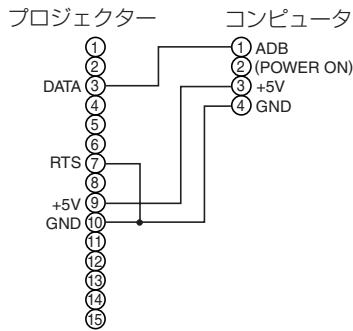 プロジェクター コンピュータ
① ① ADB
② ② (POWER ON)
DATA ③ ③ +5V
④ ④ GND
⑤
⑥
RTS ⑦
⑧
+5V ⑨
GND ⑩
⑪
⑫
⑬
⑭
⑮